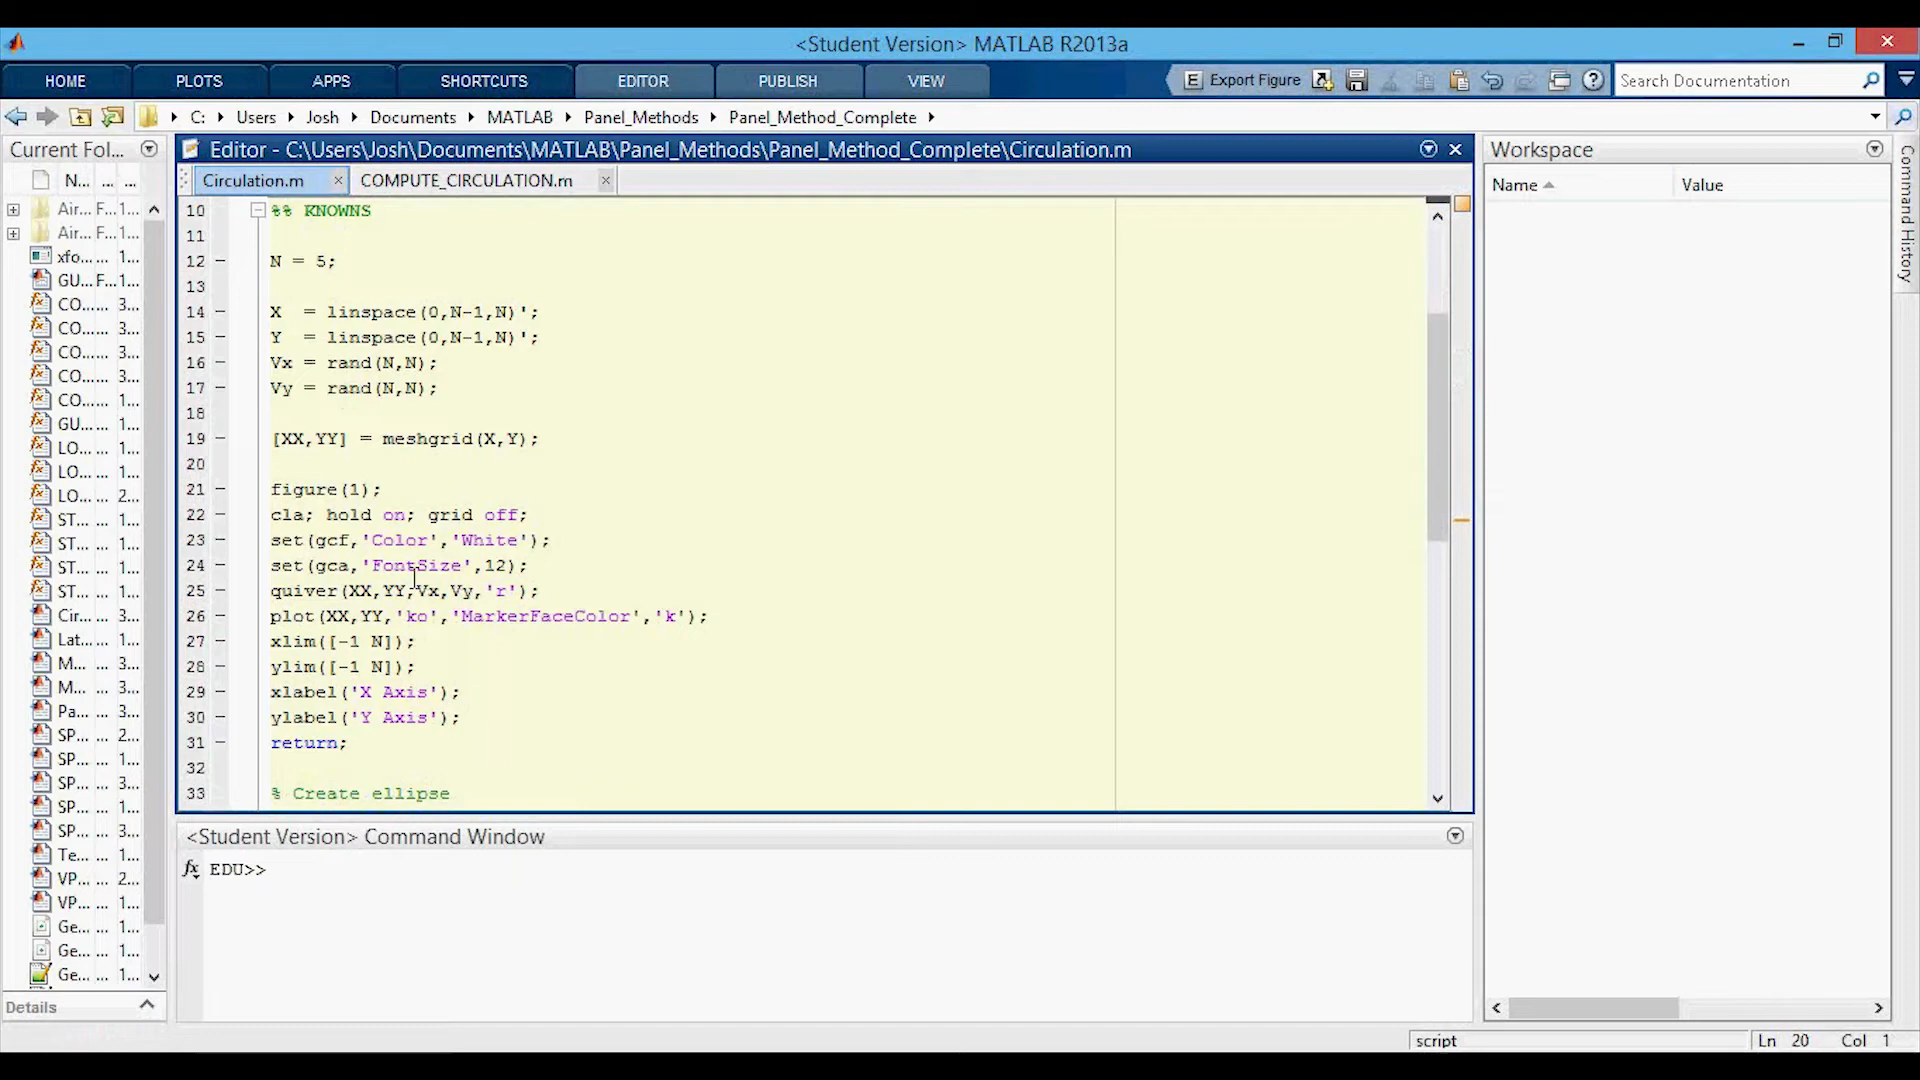 <Student Version> MATLAB R2013a
HOME PLOTS APPS SHORTCUTS EDITOR PUBLISH VIEW E Export Figure Search Documentation
C: Users Josh Documents MATLAB Panel_Methods Panel_Method_Complete
Current Fol...
N... ... ...
Air... F... 1...
Air... F... 1...
xfo... ... 1...
GU... F... 1...
CO... ... 3...
CO... ... 3...
CO... ... 3...
CO... ... 3...
CO... ... 3...
GU... ... 1...
LO... ... 1...
LO... ... 1...
LO... ... 2...
ST... ... 1...
ST... ... 1...
ST... ... 1...
ST... ... 1...
Cir... ... 1...
Lat... ... 1...
M... ... 3...
M... ... 3...
Pa... ... 3...
SP... ... 2...
SP... ... 1...
SP... ... 3...
SP... ... 1...
SP... ... 3...
Te... ... 1...
VP... ... 2...
VP... ... 1...
Ge... ... 1...
Ge... ... 1...
Ge... ... 1...
Details
Editor - C:\Users\Josh\Documents\MATLAB\Panel_Methods\Panel_Method_Complete\Circulation.m
Circulation.m × COMPUTE_CIRCULATION.m ×
10 %% KNOWNS
11
12 − N = 5;
13
14 − X  = linspace(0,N-1,N)';
15 − Y  = linspace(0,N-1,N)';
16 − Vx = rand(N,N);
17 − Vy = rand(N,N);
18
19 − [XX,YY] = meshgrid(X,Y);
20
21 − figure(1);
22 − cla; hold on; grid off;
23 − set(gcf,'Color','White');
24 − set(gca,'FontSize',12);
25 − quiver(XX,YY,Vx,Vy,'r');
26 − plot(XX,YY,'ko','MarkerFaceColor','k');
27 − xlim([-1 N]);
28 − ylim([-1 N]);
29 − xlabel('X Axis');
30 − ylabel('Y Axis');
31 − return;
32
33 % Create ellipse
<Student Version> Command Window
fx EDU>>
Workspace
Name Value
Command History
script Ln 20 Col 1